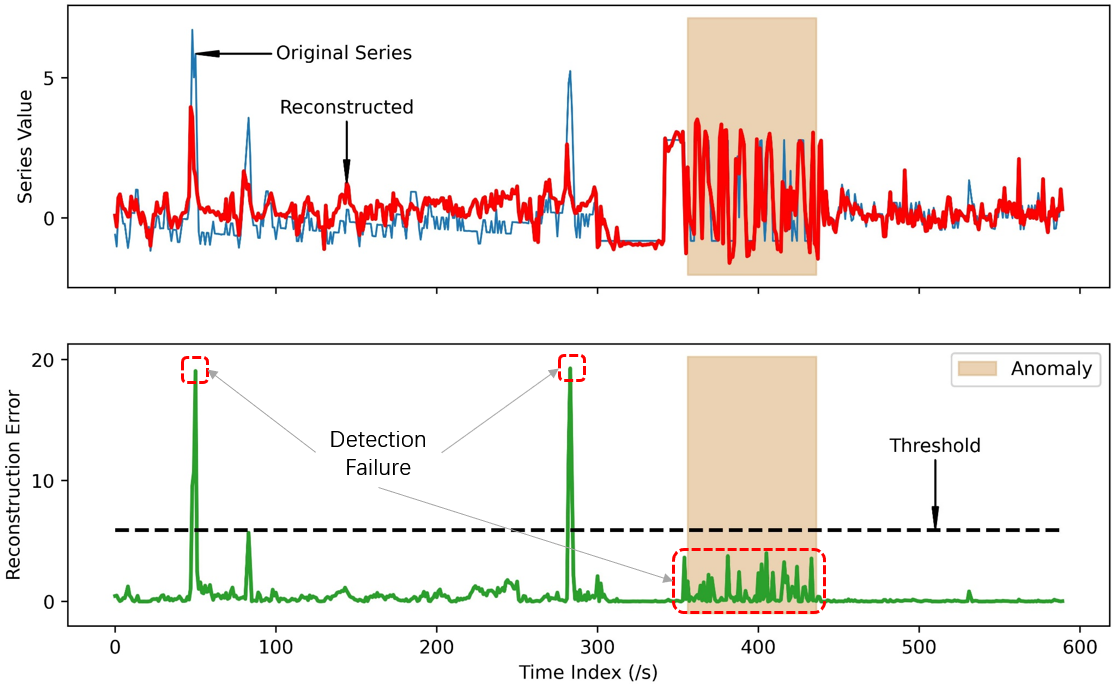 Series Value
5
0
Original Series
Reconstructed
Reconstruction Error
20
10
0
Anomaly
Detection
Failure
Threshold
0 100 200 300 400 500 600
Time Index (/s)